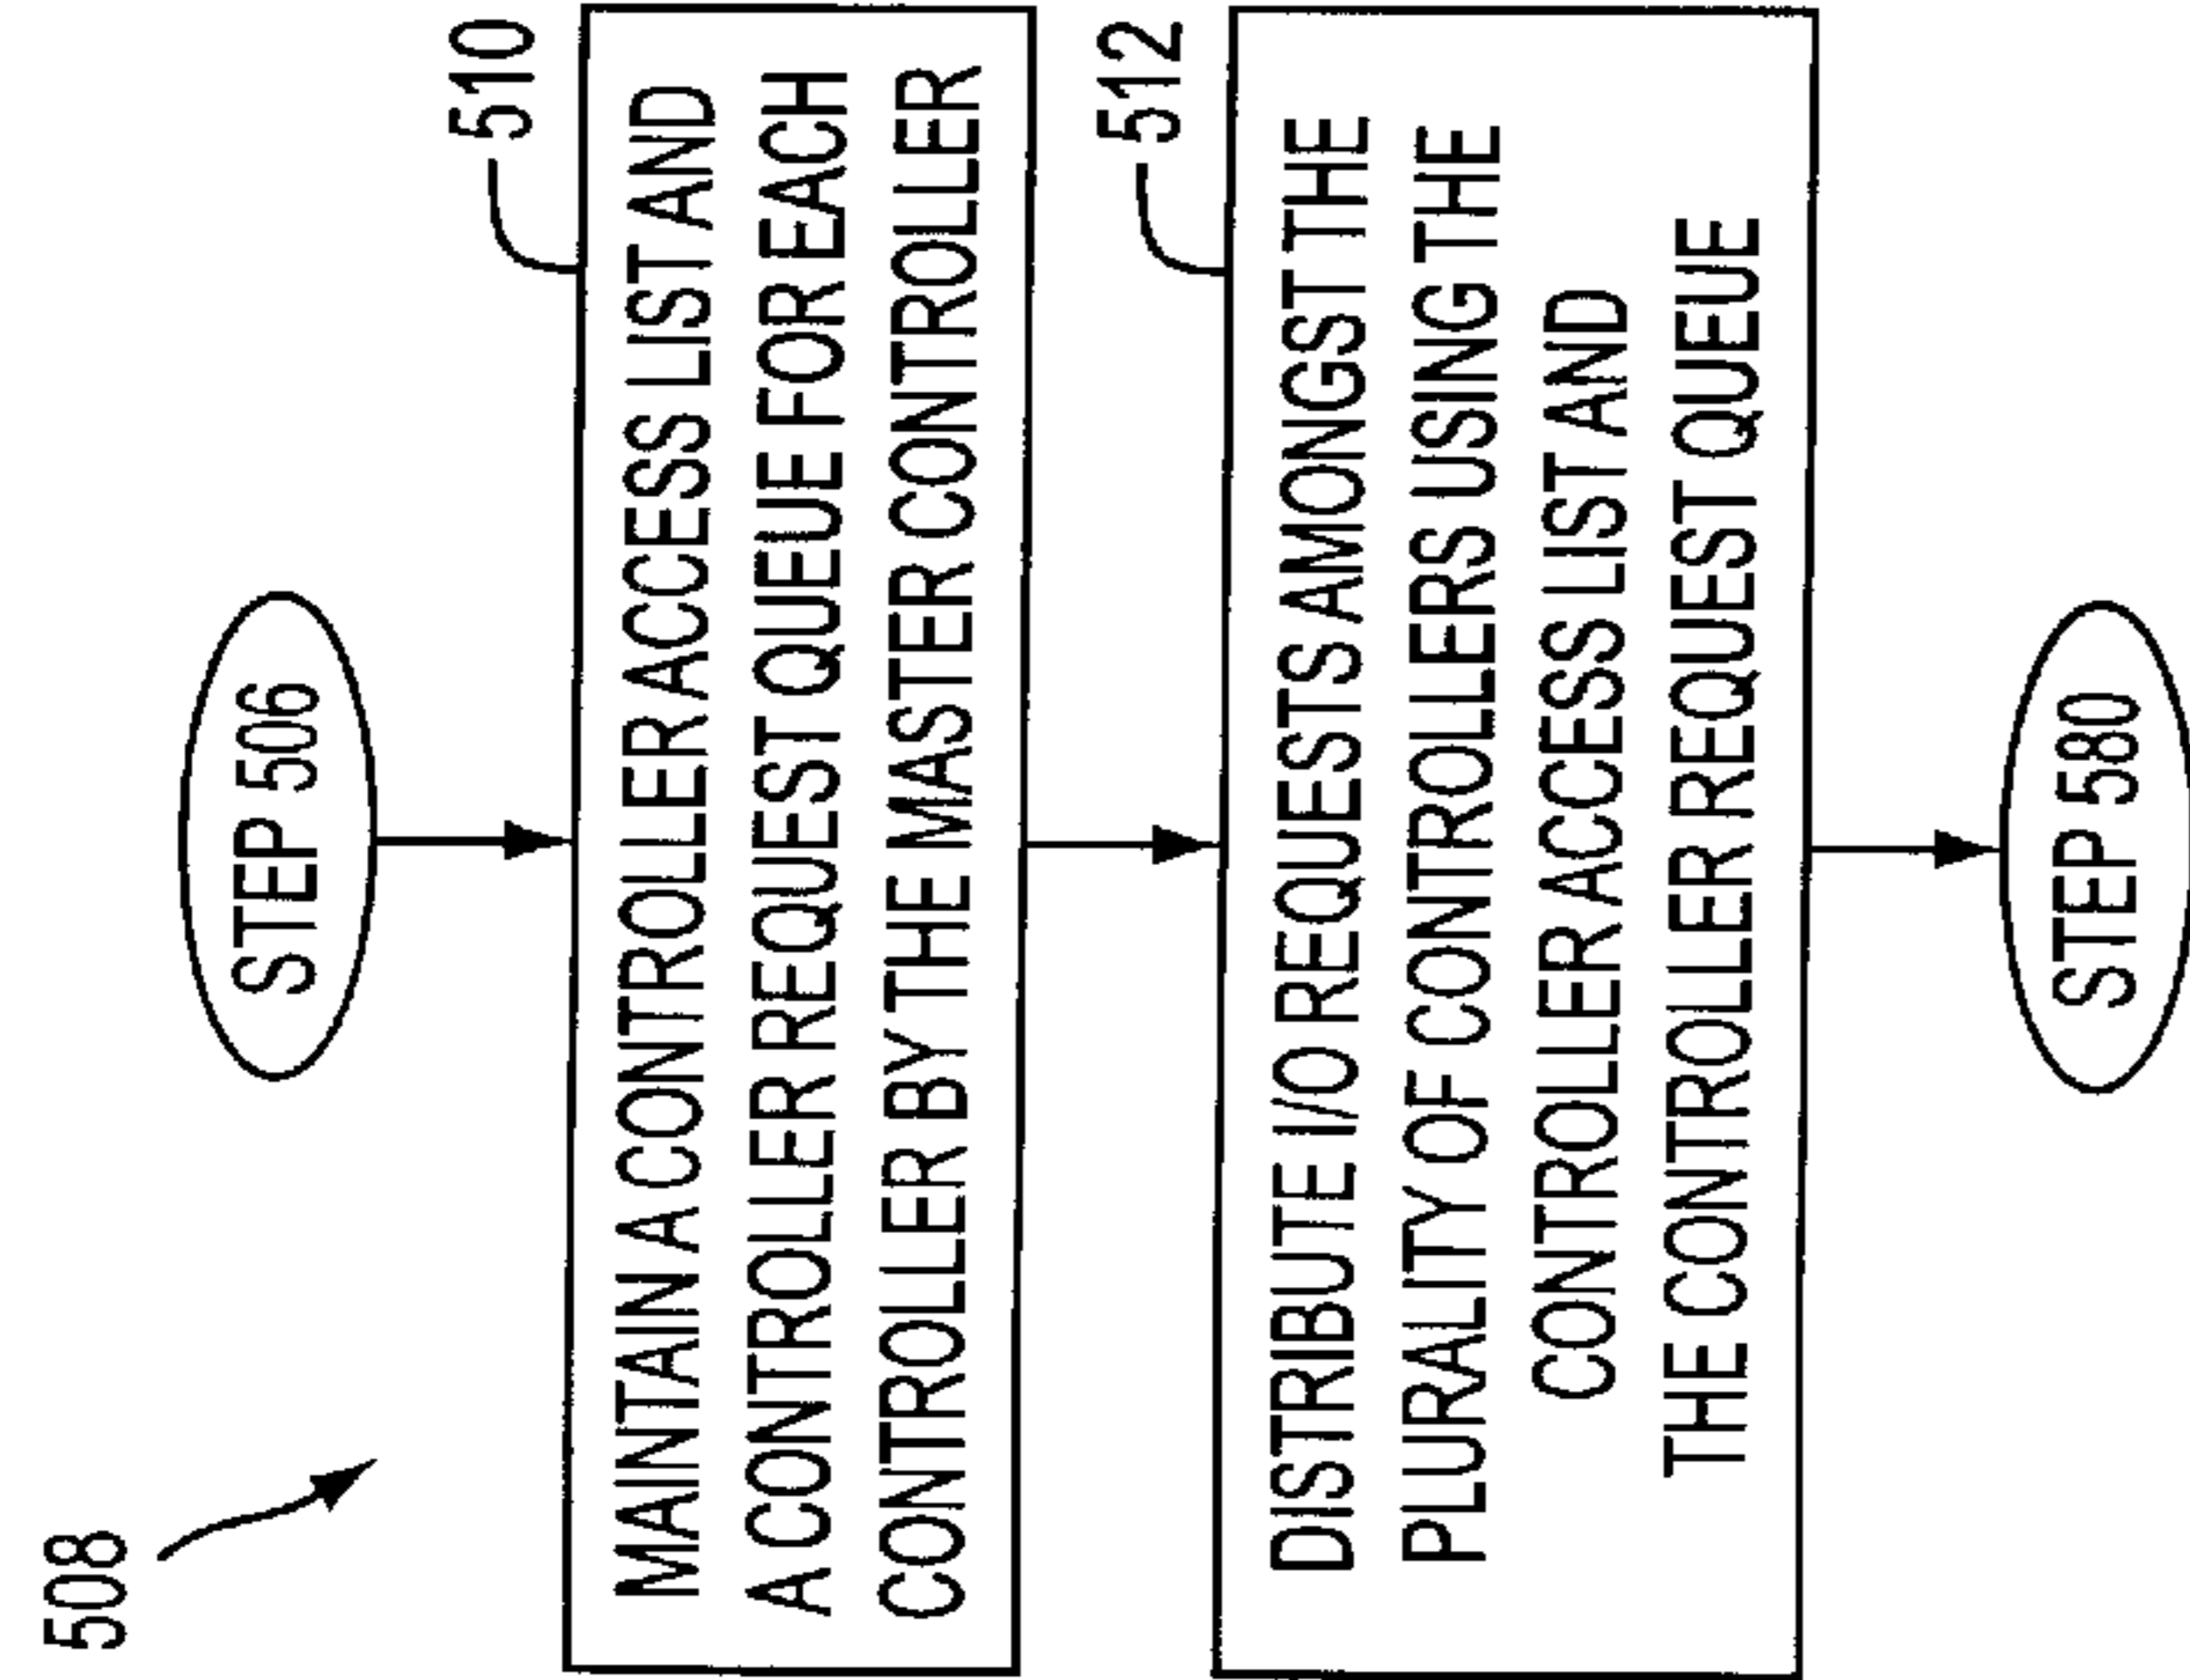 508
STEP 506
510
MAINTAIN A CONTROLLER ACCESS LIST AND
A CONTROLLER REQUEST QUEUE FOR EACH
CONTROLLER BY THE MASTER CONTROLLER
512
DISTRIBUTE I/O REQUESTS AMONGST THE
PLURALITY OF CONTROLLERS USING THE
CONTROLLER ACCESS LIST AND
THE CONTROLLER REQUEST QUEUE
STEP 580